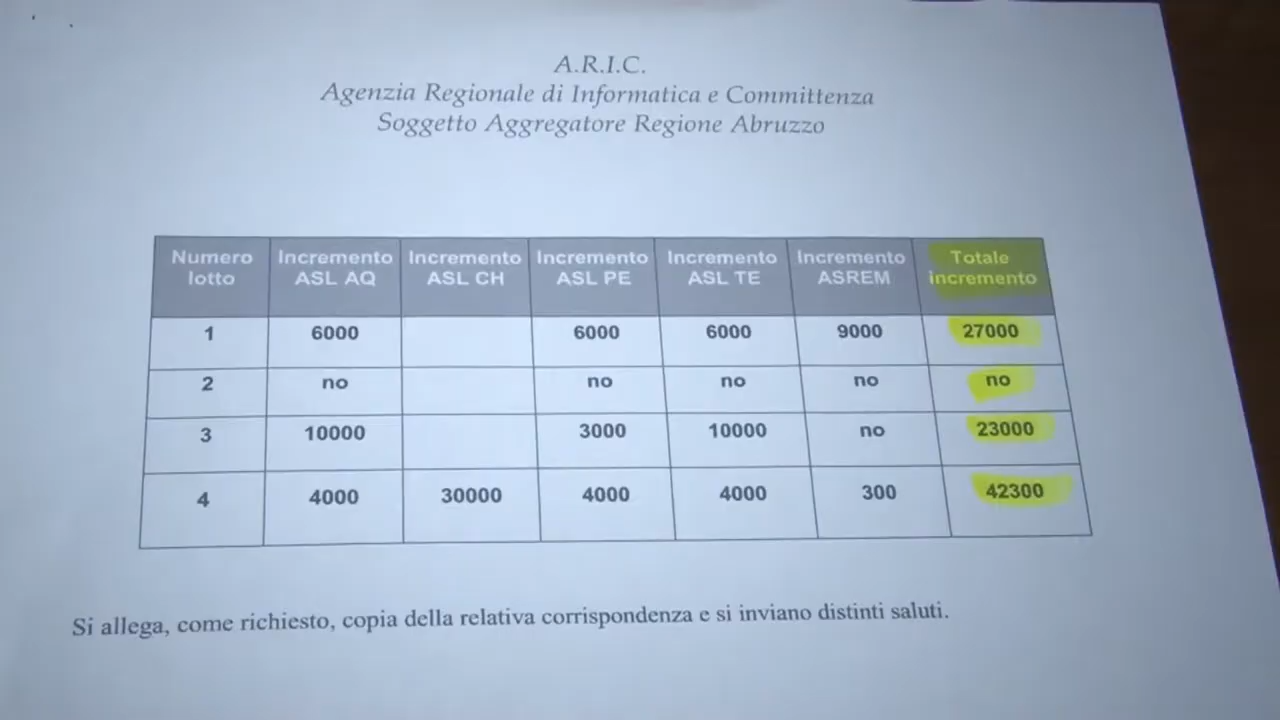 A.R.I.C.
Agenzia Regionale di Informatica e Committenza
Soggetto Aggregatore Regione Abruzzo
Numero lotto Incremento ASL AQ Incremento ASL CH Incremento ASL PE Incremento ASL TE Incremento ASREM Totale incremento
1 6000 6000 6000 9000 27000
2 no no no no no
3 10000 3000 10000 no 23000
4 4000 30000 4000 4000 300 42300
Si allega, come richiesto, copia della relativa corrispondenza e si inviano distinti saluti.